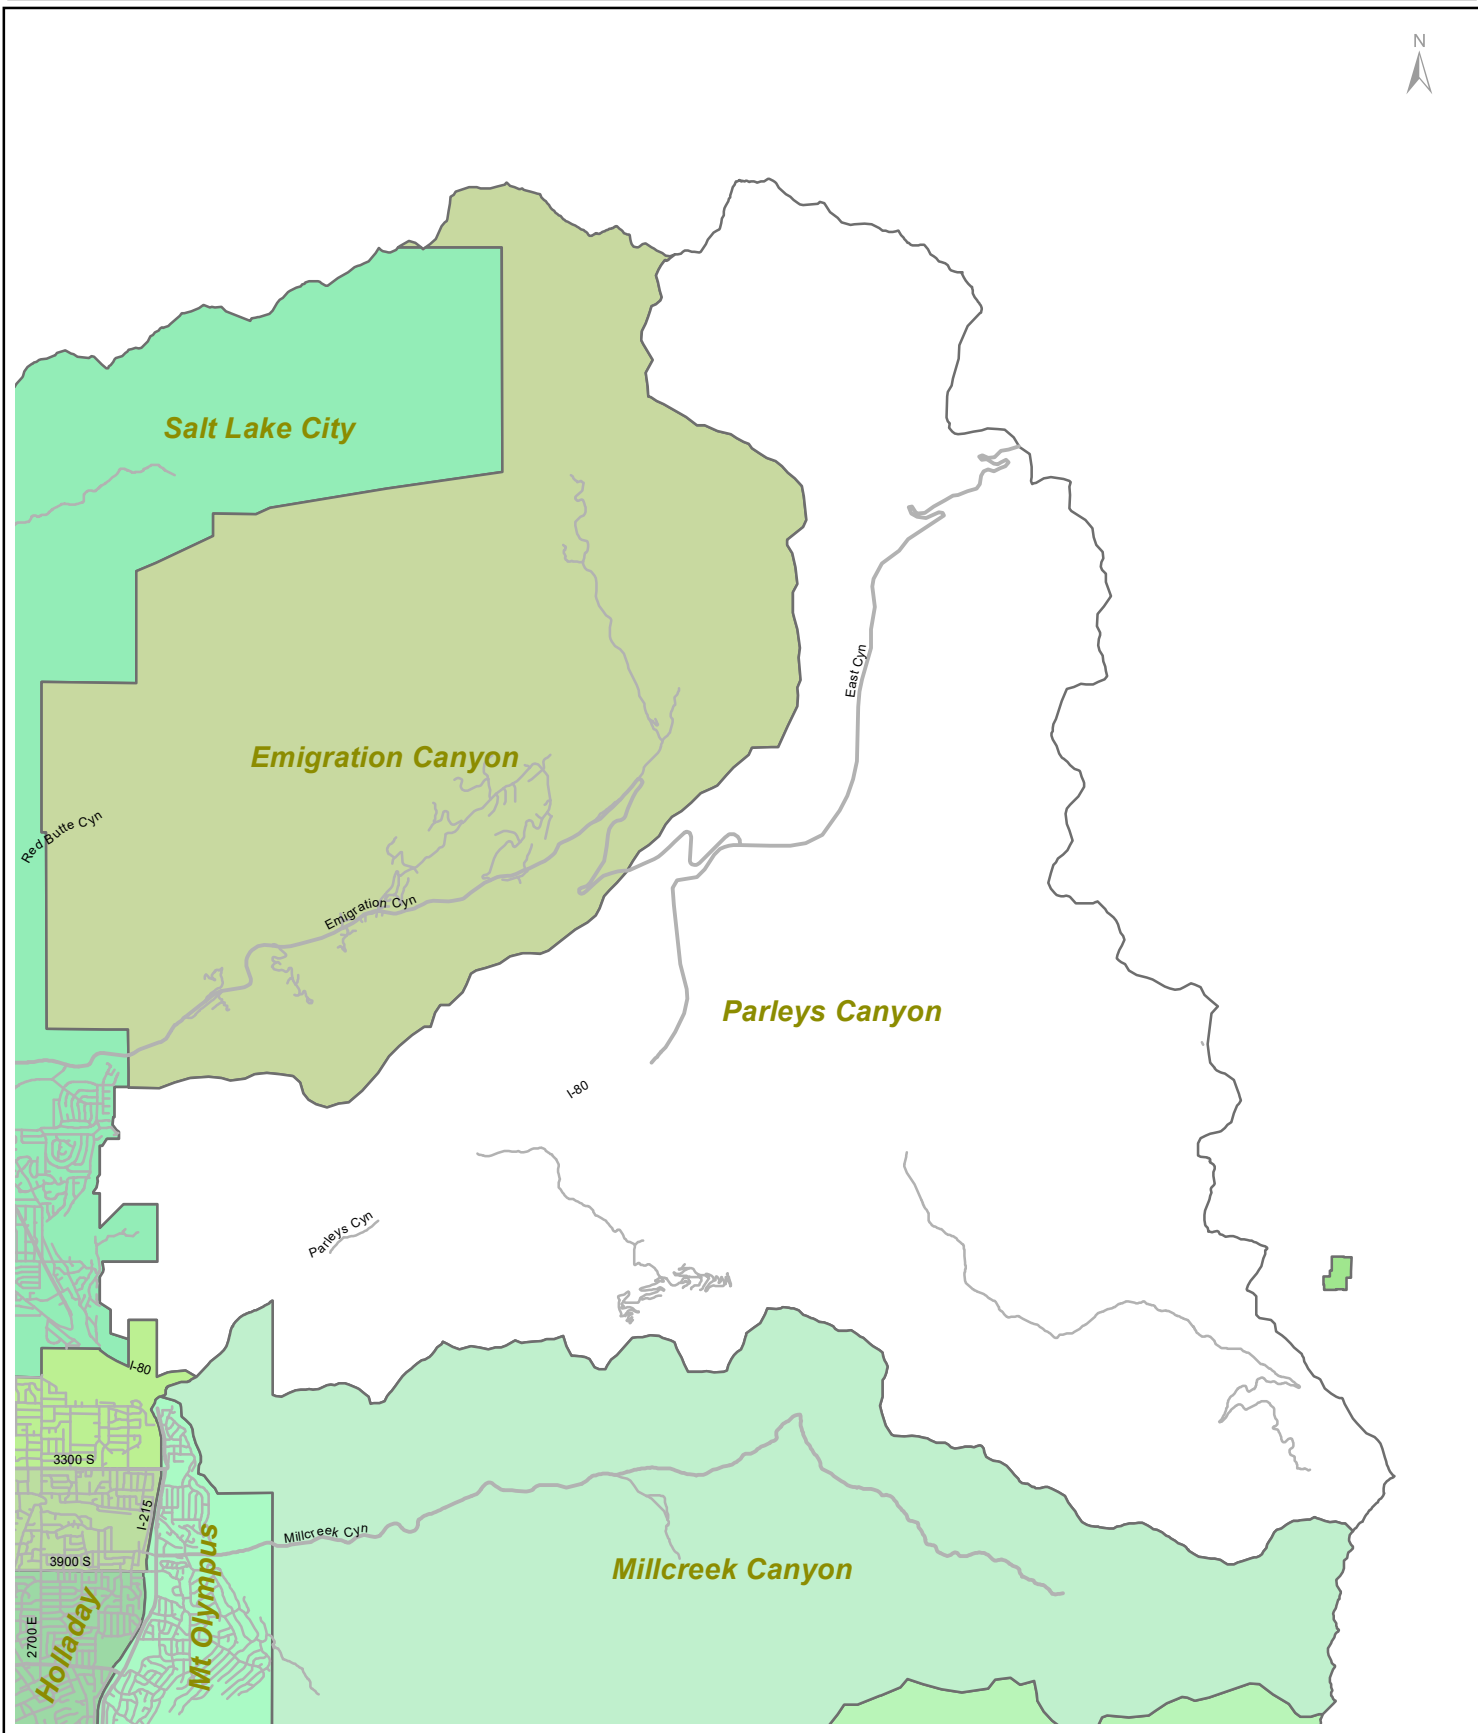 N
Salt Lake City
East Cyn
Emigration Canyon
Red Butte Cyn
Emigration Cyn
Parleys Canyon
I-80
Parleys Cyn
I-80
3300 S
I-215
Millcreek Cyn
3900 S
Millcreek Canyon
Mt Olympus
2700 E
Holladay